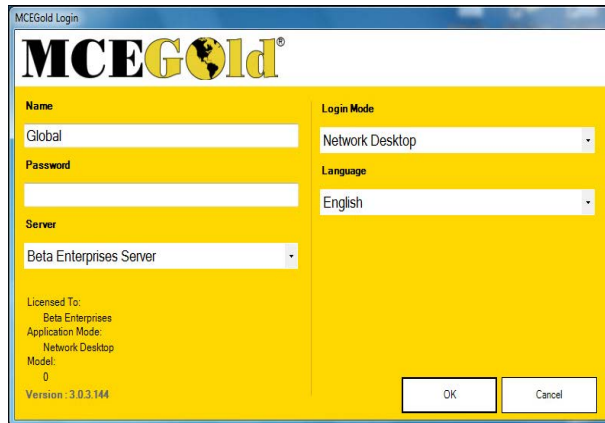 MCEGold Login
MCEGold®
Name
Global
Password
Server
Beta Enterprises Server
Licensed To:
Beta Enterprises
Application Mode:
Network Desktop
Model:
0
Version : 3.0.3.144
Login Mode
Network Desktop
Language
English
OK
Cancel